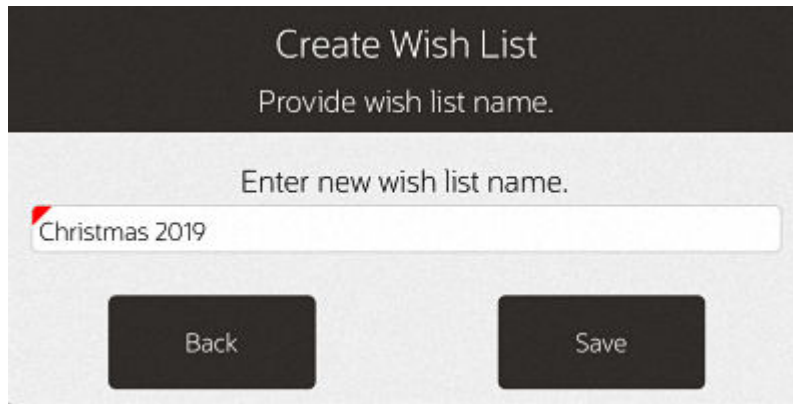 Create Wish List
Provide wish list name.
Enter new wish list name.
Christmas 2019
Back Save